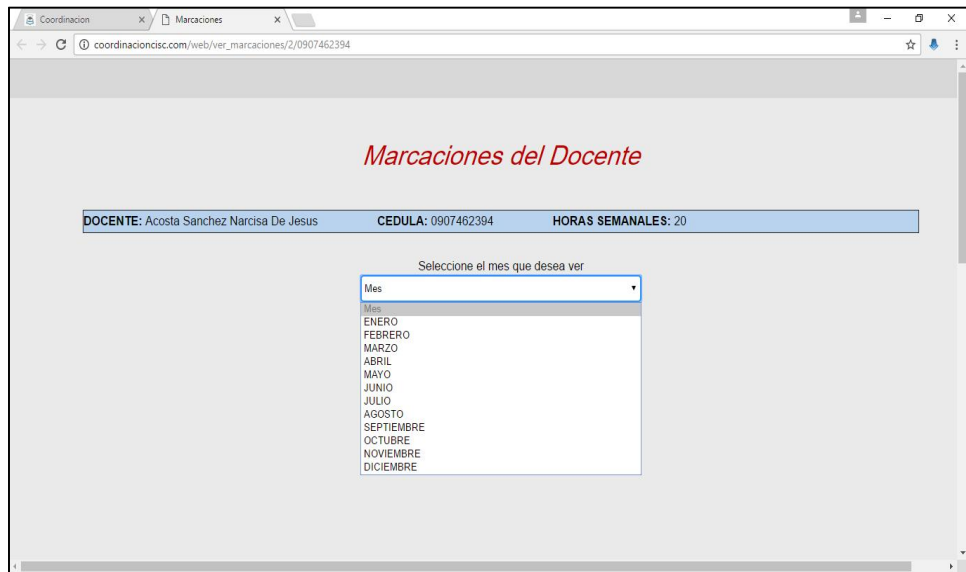 Coordinacion
Marcaciones
coordinacioncisc.com/web/ver_marcaciones/2/0907462394
Marcaciones del Docente
DOCENTE: Acosta Sanchez Narcisa De Jesus CEDULA: 0907462394 HORAS SEMANALES: 20
Seleccione el mes que desea ver
Mes
Mes
ENERO
FEBRERO
MARZO
ABRIL
MAYO
JUNIO
JULIO
AGOSTO
SEPTIEMBRE
OCTUBRE
NOVIEMBRE
DICIEMBRE